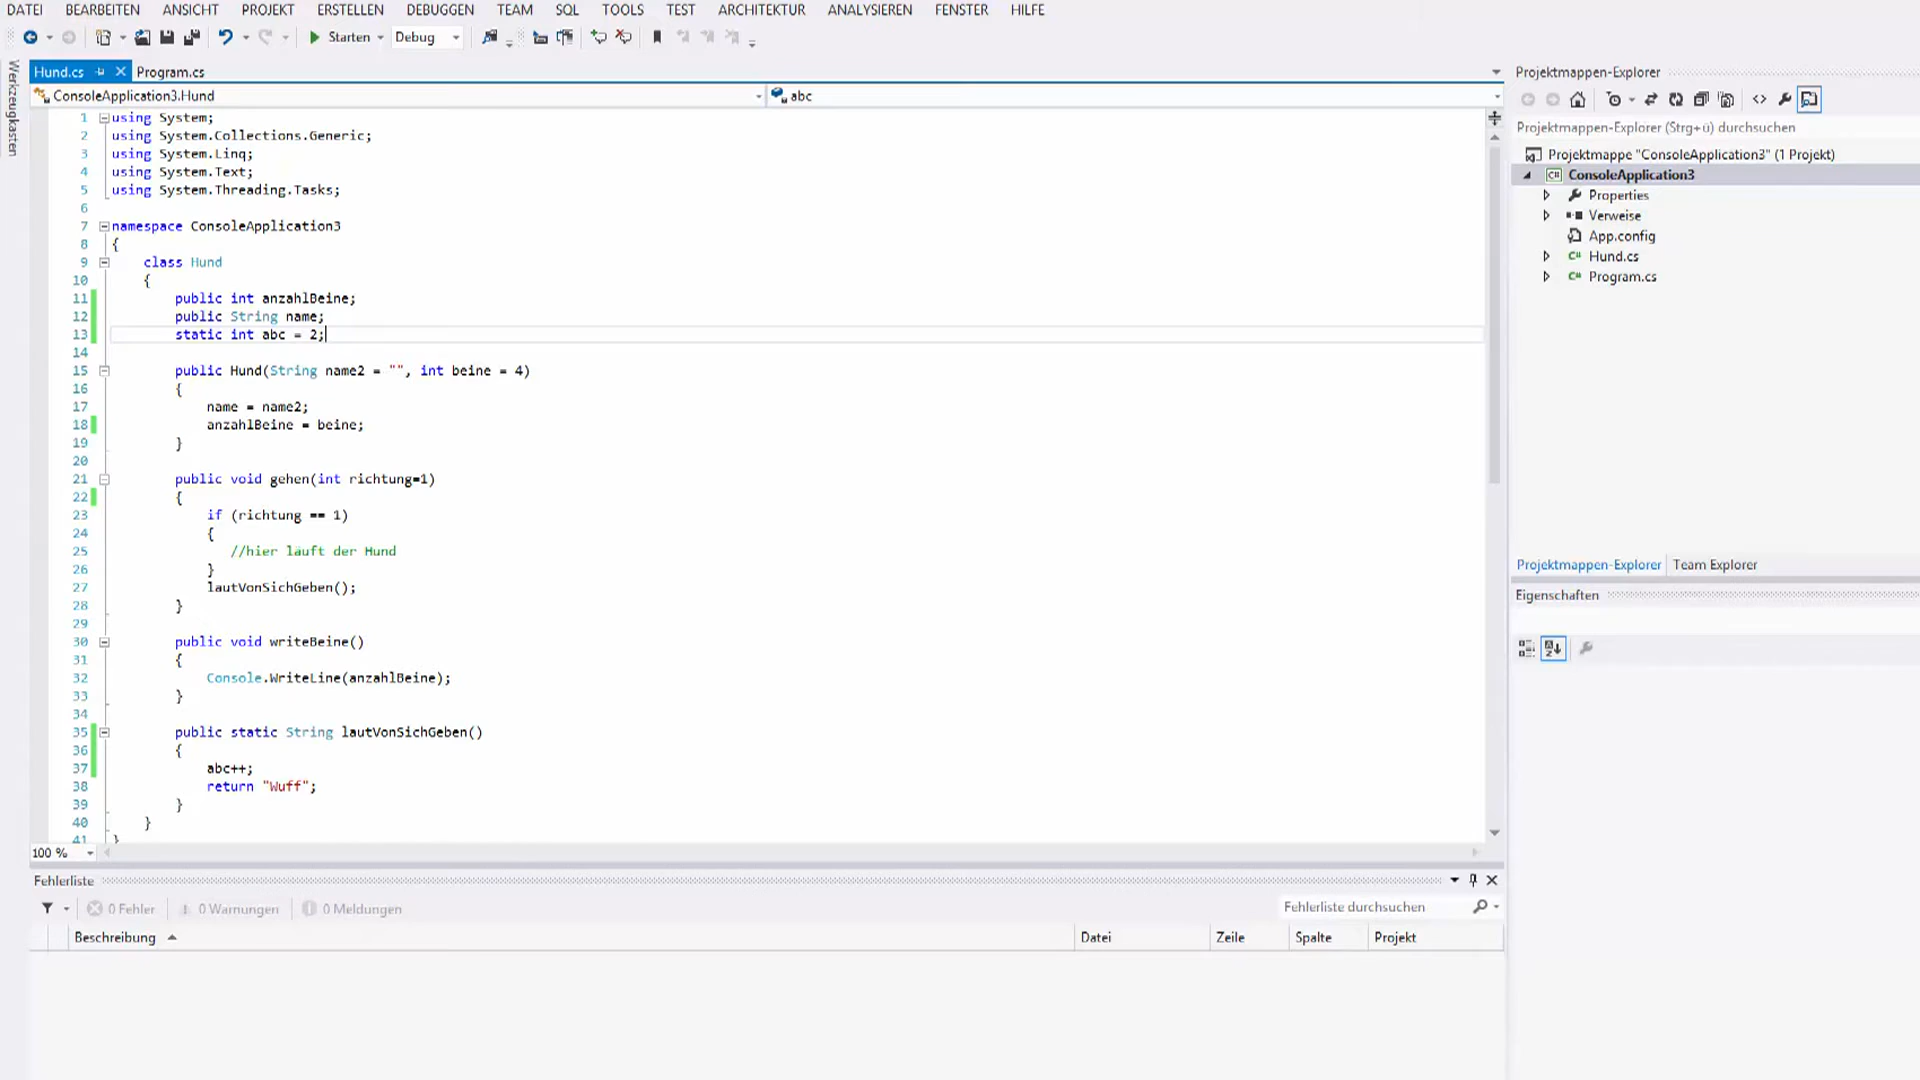 DATEI BEARBEITEN ANSICHT PROJEKT ERSTELLEN DEBUGGEN TEAM SQL TOOLS TEST ARCHITEKTUR ANALYSIEREN FENSTER HILFE
Starten Debug
Werkzeugkasten
Hund.cs Program.cs
ConsoleApplication3.Hund abc
1 using System;
2 using System.Collections.Generic;
3 using System.Linq;
4 using System.Text;
5 using System.Threading.Tasks;
6
7 namespace ConsoleApplication3
8 {
9 class Hund
10 {
11 public int anzahlBeine;
12 public String name;
13 static int abc = 2;
14
15 public Hund(String name2 = "", int beine = 4)
16 {
17 name = name2;
18 anzahlBeine = beine;
19 }
20
21 public void gehen(int richtung=1)
22 {
23 if (richtung == 1)
24 {
25 //hier läuft der Hund
26 }
27 lautVonSichGeben();
28 }
29
30 public void writeBeine()
31 {
32 Console.WriteLine(anzahlBeine);
33 }
34
35 public static String lautVonSichGeben()
36 {
37 abc++;
38 return "Wuff";
39 }
40 }
41 }
100 %
Fehlerliste
0 Fehler 0 Warnungen 0 Meldungen
Fehlerliste durchsuchen
Beschreibung Datei Zeile Spalte Projekt
Projektmappen-Explorer
Projektmappen-Explorer (Strg+ü) durchsuchen
Projektmappe "ConsoleApplication3" (1 Projekt)
ConsoleApplication3
Properties
Verweise
App.config
C# Hund.cs
C# Program.cs
Projektmappen-Explorer Team Explorer
Eigenschaften